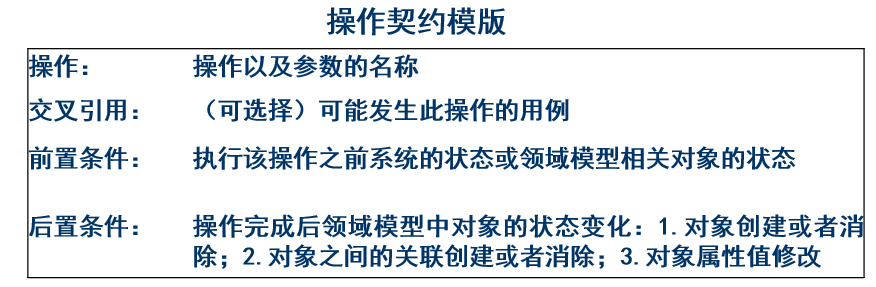 操作契约模版
操作： 操作以及参数的名称
交叉引用： （可选择）可能发生此操作的用例
前置条件： 执行该操作之前系统的状态或领域模型相关对象的状态
后置条件： 操作完成后领域模型中对象的状态变化：1.对象创建或者消
除；2.对象之间的关联创建或者消除；3.对象属性值修改